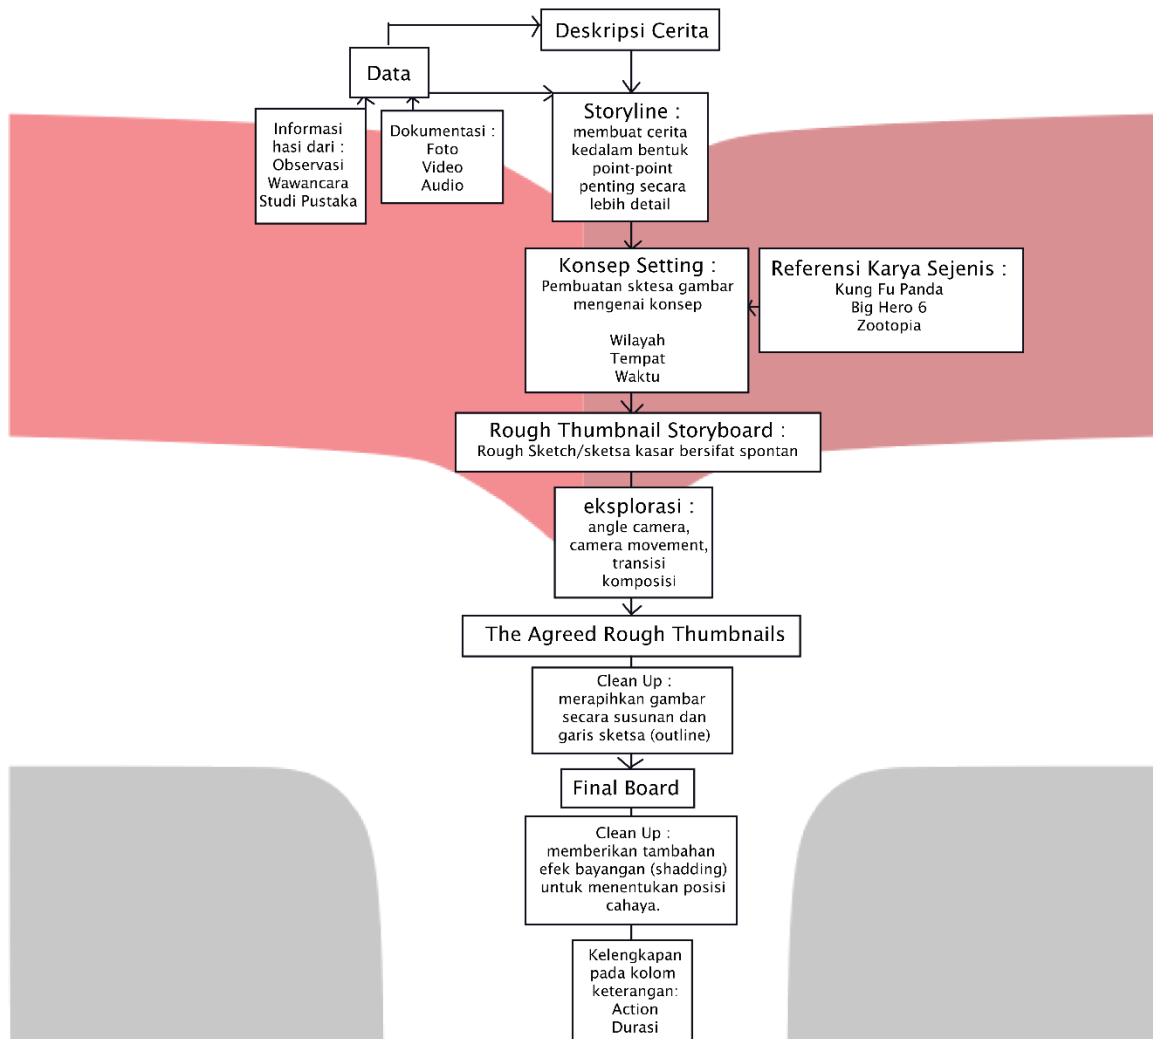 Deskripsi Cerita
Data
Informasi
hasi dari :
Observasi
Wawancara
Studi Pustaka
Dokumentasi :
Foto
Video
Audio
Storyline :
membuat cerita
kedalam bentuk
point-point
penting secara
lebih detail
Konsep Setting :
Pembuatan sktesa gambar
mengenai konsep
Wilayah
Tempat
Waktu
Referensi Karya Sejenis :
Kung Fu Panda
Big Hero 6
Zootopia
Rough Thumbnail Storyboard :
Rough Sketch/sketsa kasar bersifat spontan
eksplorasi :
angle camera,
camera movement,
transisi
komposisi
The Agreed Rough Thumbnails
Clean Up :
merapihkan gambar
secara susunan dan
garis sketsa (outline)
Final Board
Clean Up :
memberikan tambahan
efek bayangan (shadding)
untuk menentukan posisi
cahaya.
Kelengkapan
pada kolom
keterangan:
Action
Durasi